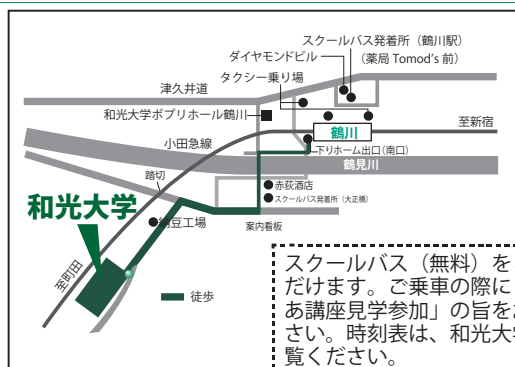 スクールバス発着所（鶴川駅）
（薬局 Tomod's 前）
ダイヤモンドビル
タクシー乗り場
津久井道
和光大学ポプリホール鶴川
鶴川
至新宿
小田急線
下りホーム出口（南口）
鶴見川
踏切
赤荻酒店
スクールバス発着所（大正橋）
和光大学
納豆工場
案内看板
至町田
徒歩
スクールバス（無料）を
だけます。ご乗車の際に
あ講座見学参加」の旨をお
さい。時刻表は、和光大学
覧ください。